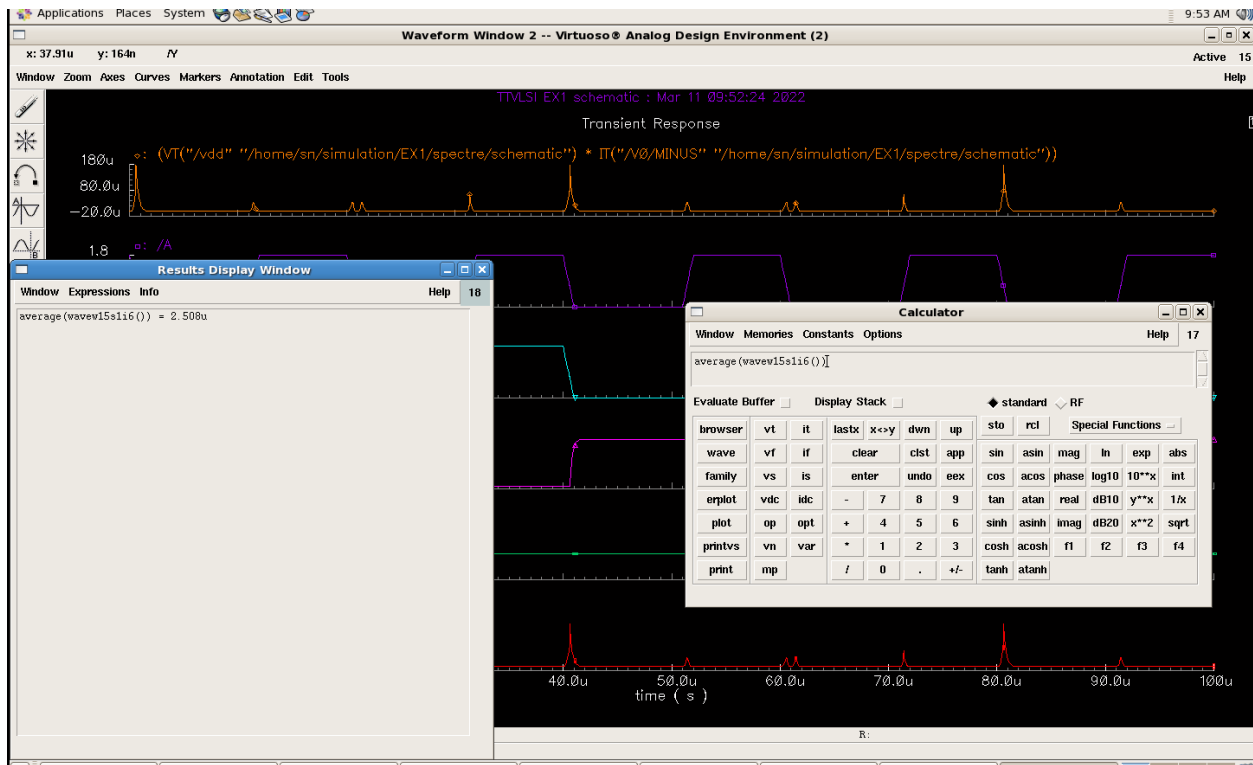 Applications Places System
9:53 AM
Waveform Window 2 -- Virtuoso® Analog Design Environment (2)
x: 37.91u y: 164n /Y
Active 15
Window Zoom Axes Curves Markers Annotation Edit Tools
Help
TTVLSI EX1 schematic : Mar 11 09:52:24 2022
Transient Response
: (VT("/vdd" "/home/sn/simulation/EX1/spectre/schematic") * IT("/V0/MINUS" "/home/sn/simulation/EX1/spectre/schematic"))
180u
80.0u
-20.0u
1.8
: /A
Results Display Window
Window Expressions Info
Help 18
average(wavew15s1i6()) = 2.508u
Calculator
Window Memories Constants Options
Help 17
average(wavew15s1i6())
Evaluate Buffer Display Stack standard RF
browser vt it lastx x<>y dwn up sto rcl Special Functions
wave vf if clear clst app sin asin mag ln exp abs
family vs is enter undo eex cos acos phase log10 10**x int
erplot vdc idc - 7 8 9 tan atan real dB10 y**x 1/x
plot op opt + 4 5 6 sinh asinh imag dB20 x**2 sqrt
printvs vn var * 1 2 3 cosh acosh f1 f2 f3 f4
print mp / 0 . +/- tanh atanh
40.0u 50.0u 60.0u 70.0u 80.0u 90.0u 100u
time ( s )
R: